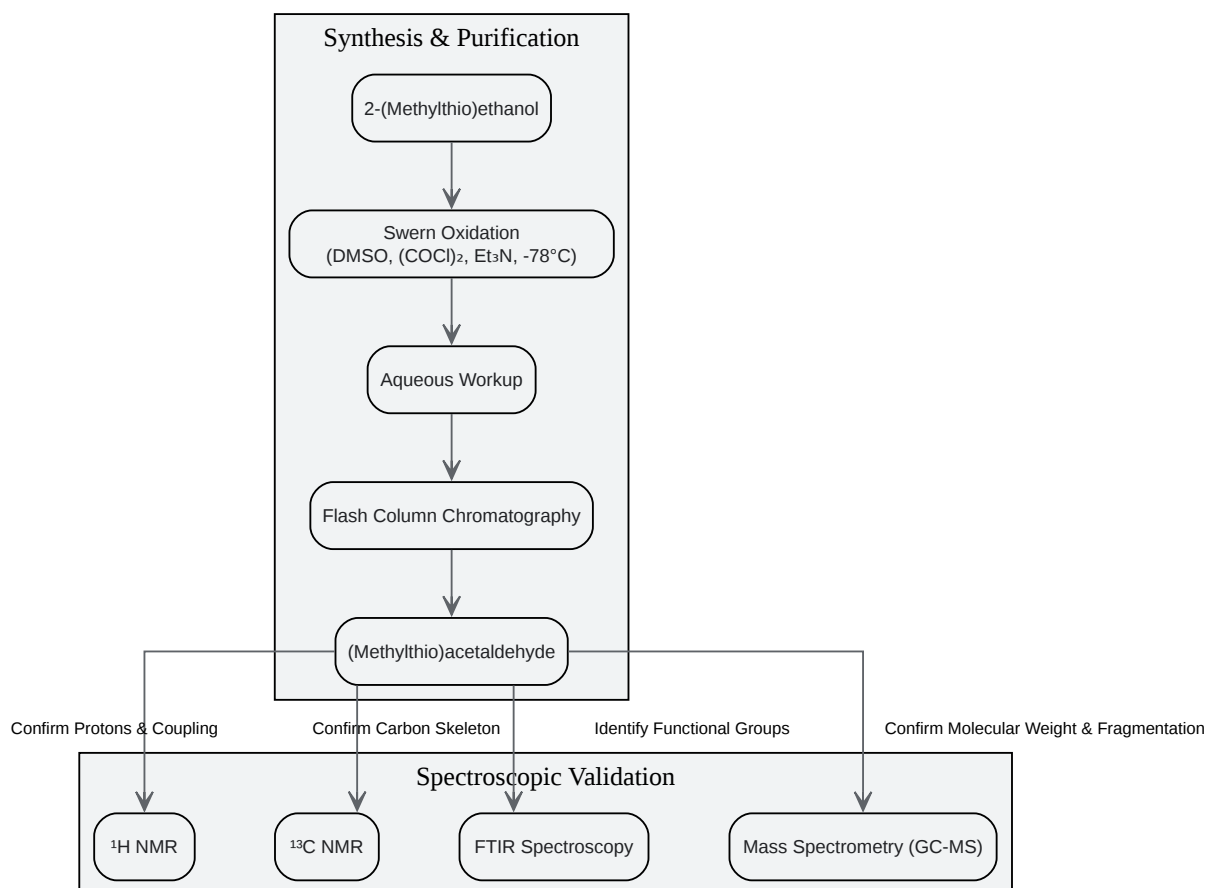 Synthesis & Purification
2-(Methylthio)ethanol
Swern Oxidation
(DMSO, (COCl)₂, Et₃N, -78°C)
Aqueous Workup
Flash Column Chromatography
(Methylthio)acetaldehyde
Confirm Protons & Coupling
Confirm Carbon Skeleton
Identify Functional Groups
Confirm Molecular Weight & Fragmentation
Spectroscopic Validation
¹H NMR
¹³C NMR
FTIR Spectroscopy
Mass Spectrometry (GC-MS)